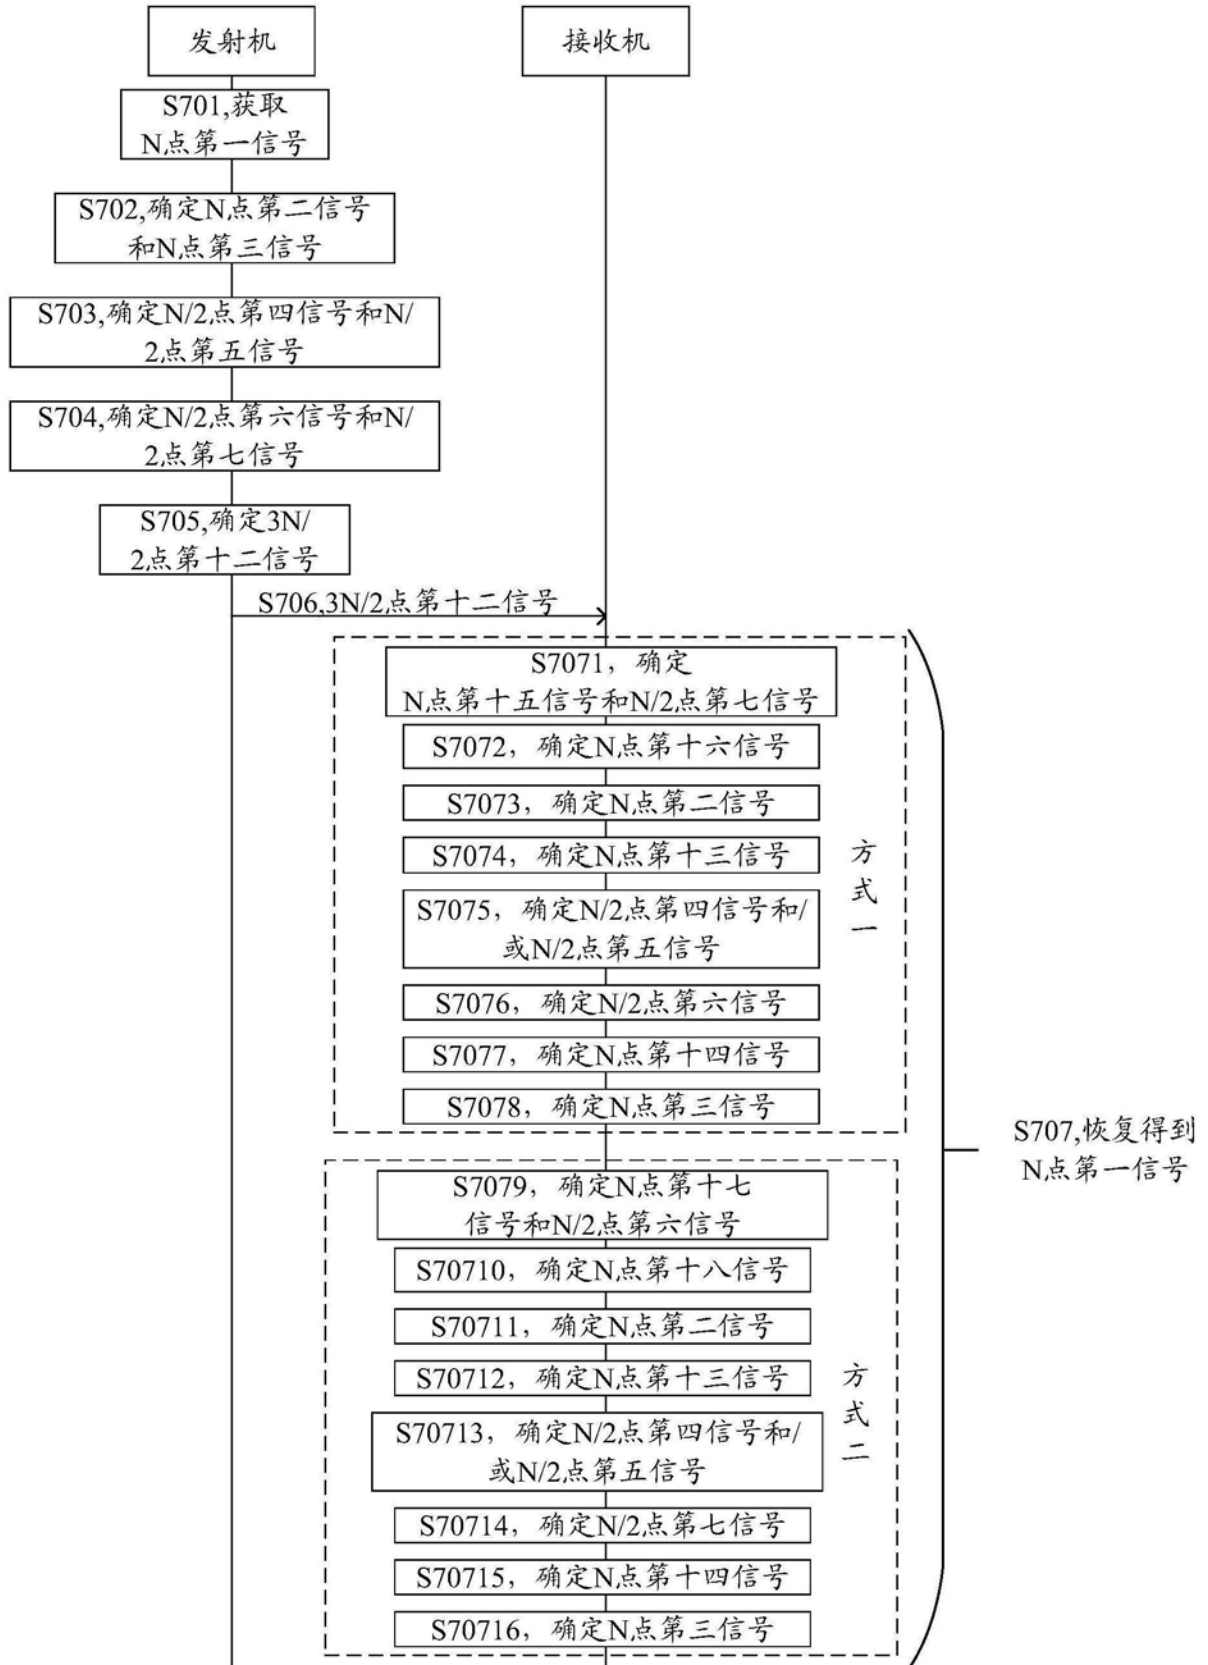 发射机
接收机
S701,获取
N点第一信号
S702,确定N点第二信号
和N点第三信号
S703,确定N/2点第四信号和N/
2点第五信号
S704,确定N/2点第六信号和N/
2点第七信号
S705,确定3N/
2点第十二信号
S706,3N/2点第十二信号
S7071，确定
N点第十五信号和N/2点第七信号
S7072，确定N点第十六信号
S7073，确定N点第二信号
S7074，确定N点第十三信号
S7075，确定N/2点第四信号和/
或N/2点第五信号
S7076，确定N/2点第六信号
S7077，确定N点第十四信号
S7078，确定N点第三信号
方式一
S707,恢复得到
N点第一信号
S7079，确定N点第十七
信号和N/2点第六信号
S70710，确定N点第十八信号
S70711，确定N点第二信号
S70712，确定N点第十三信号
S70713，确定N/2点第四信号和/
或N/2点第五信号
S70714，确定N/2点第七信号
S70715，确定N点第十四信号
S70716，确定N点第三信号
方式二